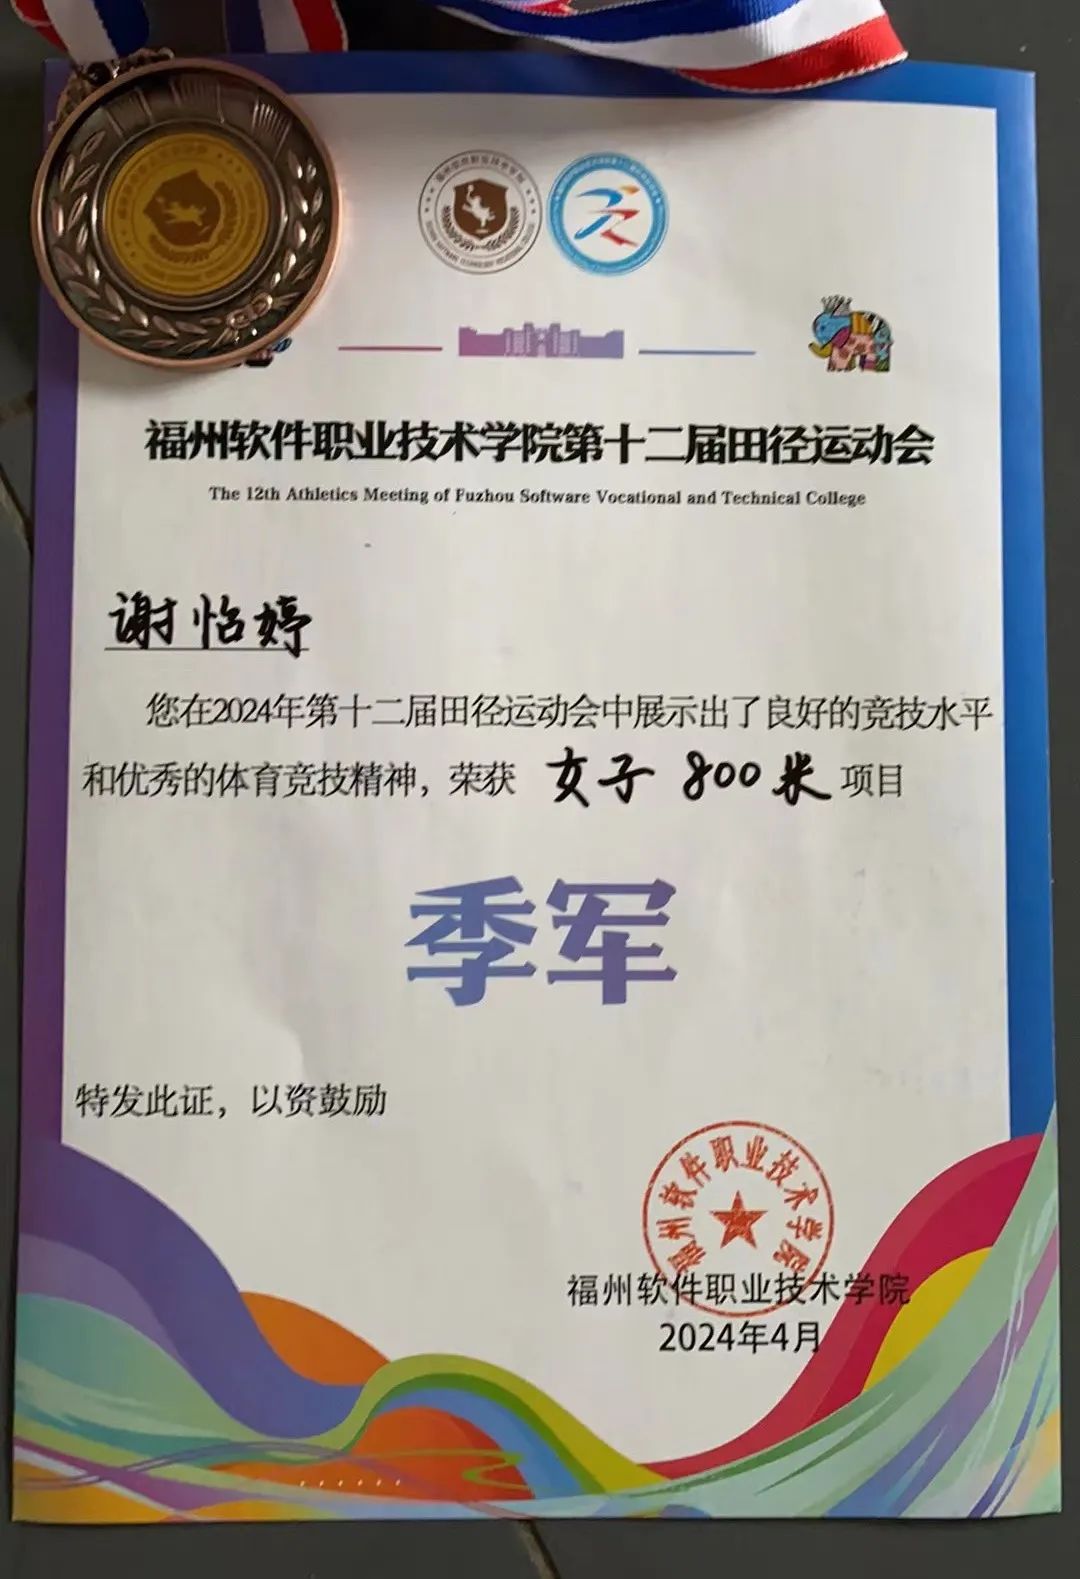 福州软件职业技术学院第十二届田径运动会
The 12th Athletics Meeting of Fuzhou Software Vocational and Technical College
谢怡婷
您在2024年第十二届田径运动会中展示出了良好的竞技水平
和优秀的体育竞技精神，荣获 女子 800米 项目
季军
特发此证，以资鼓励
福州软件职业技术学院
福州软件职业技术学院
2024年4月